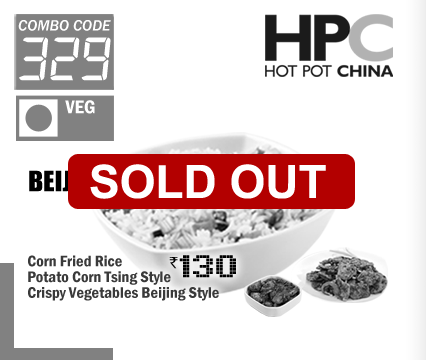 COMBO CODE
329
HPC
HOT POT CHINA
VEG
SOLD OUT
Corn Fried Rice
₹130
Potato Corn Tsing Style
Crispy Vegetables Beijing Style